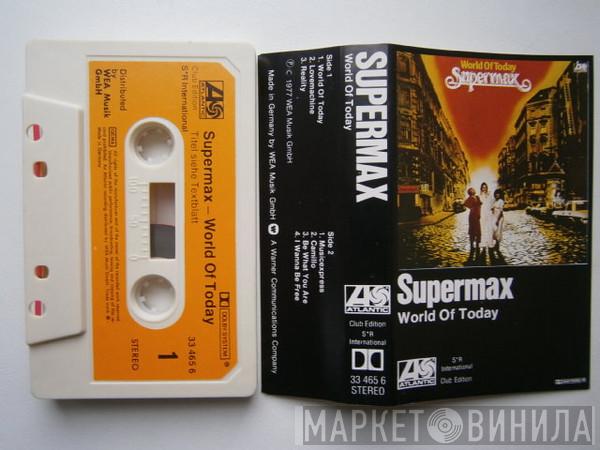 Distributed
by
WEA Musik
GmbH
GEMA
Club Edition
S*R International
ATLANTIC
Titel siehe Textblatt
Supermax – World Of Today
DOLBY SYSTEM
33 465 6
STEREO
1
Side 1
1. World Of Today
2. Lovemachine
3. Reality
℗ © 1977 WEA Musik GmbH
Made in Germany by WEA Musik GmbH
A Warner Communications Company
Side 2
1. Musicexpress
2. Camillo
3. Be What You Are
4. I Wanna Be Free
SUPERMAX
World Of Today
ATLANTIC
Club Edition
S*R
International
33 465 6
STEREO
World Of Today
Supermax
Supermax
World Of Today
ATLANTIC
S*R
International
Club Edition
МАРКЕТ ВИНИЛА